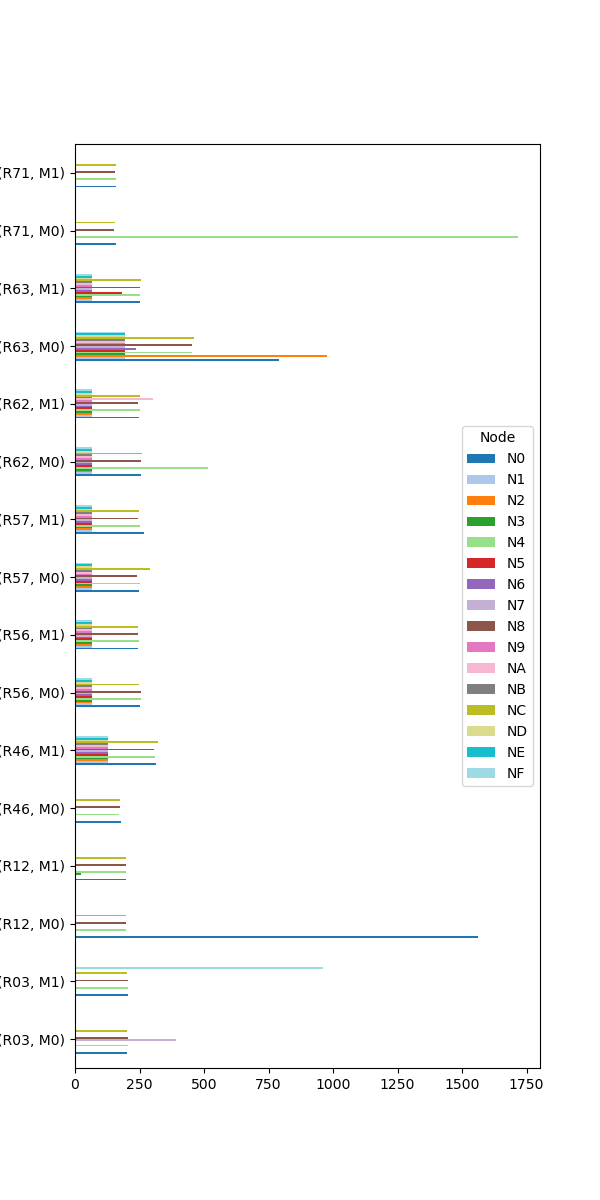 (R71, M1)
(R71, M0)
(R63, M1)
(R63, M0)
(R62, M1)
(R62, M0)
(R57, M1)
(R57, M0)
(R56, M1)
(R56, M0)
(R46, M1)
(R46, M0)
(R12, M1)
(R12, M0)
(R03, M1)
(R03, M0)
0 250 500 750 1000 1250 1500 1750
Node
N0
N1
N2
N3
N4
N5
N6
N7
N8
N9
NA
NB
NC
ND
NE
NF